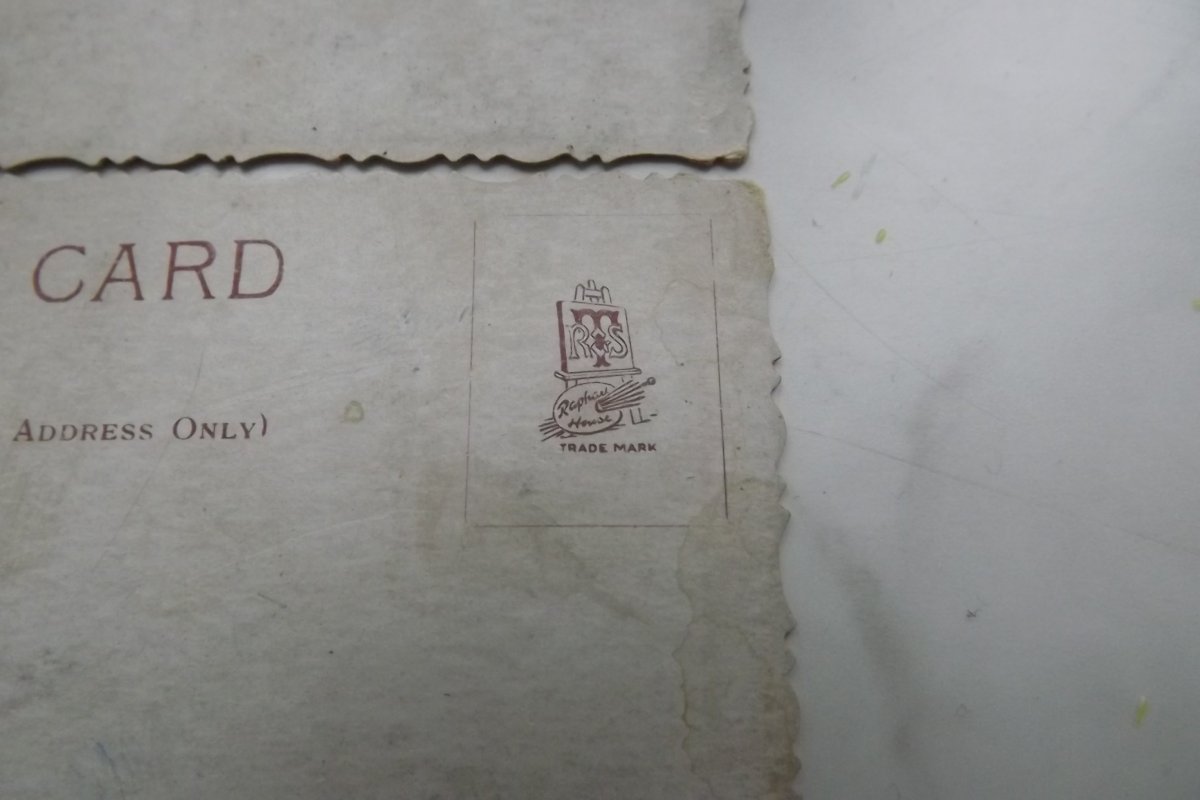 CARD
ADDRESS ONLY)
R T & S
Raphael
House
TRADE MARK